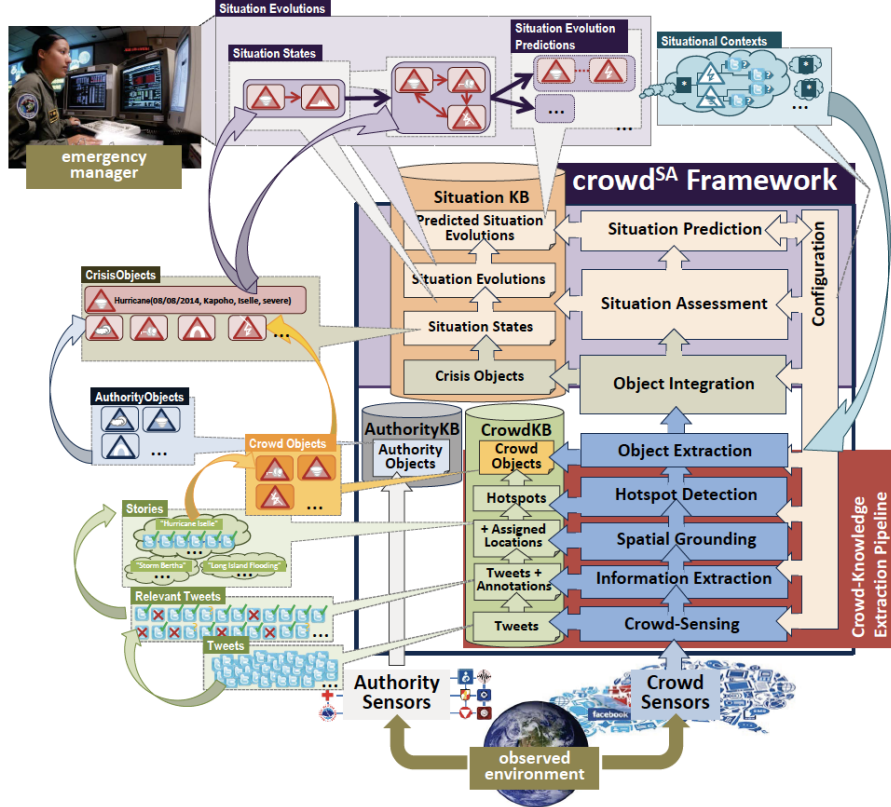 Situation Evolutions
Situation States
Situation Evolution
Predictions
Situational Contexts
...
...
...
emergency
manager
crowdSA Framework
Situation KB
Predicted Situation
Evolutions
Situation Prediction
Situation Evolutions
Situation Assessment
Situation States
Configuration
Crisis Objects
Object Integration
CrisisObjects
Hurricane(08/08/2014, Kapoho, Iselle, severe)
...
AuthorityObjects
...
Crowd Objects
...
AuthorityKB
Authority
Objects
CrowdKB
Crowd
Objects
Object Extraction
Hotspots
Hotspot Detection
+ Assigned
Locations
Spatial Grounding
Tweets +
Annotations
Information Extraction
Tweets
Crowd-Sensing
Crowd-Knowledge
Extraction Pipeline
Stories
"Hurricane Iselle"
...
"Storm Bertha"
...
"Long Island Flooding"
...
Relevant Tweets
...
Tweets
...
Authority
Sensors
Crowd
Sensors
facebook
observed
environment